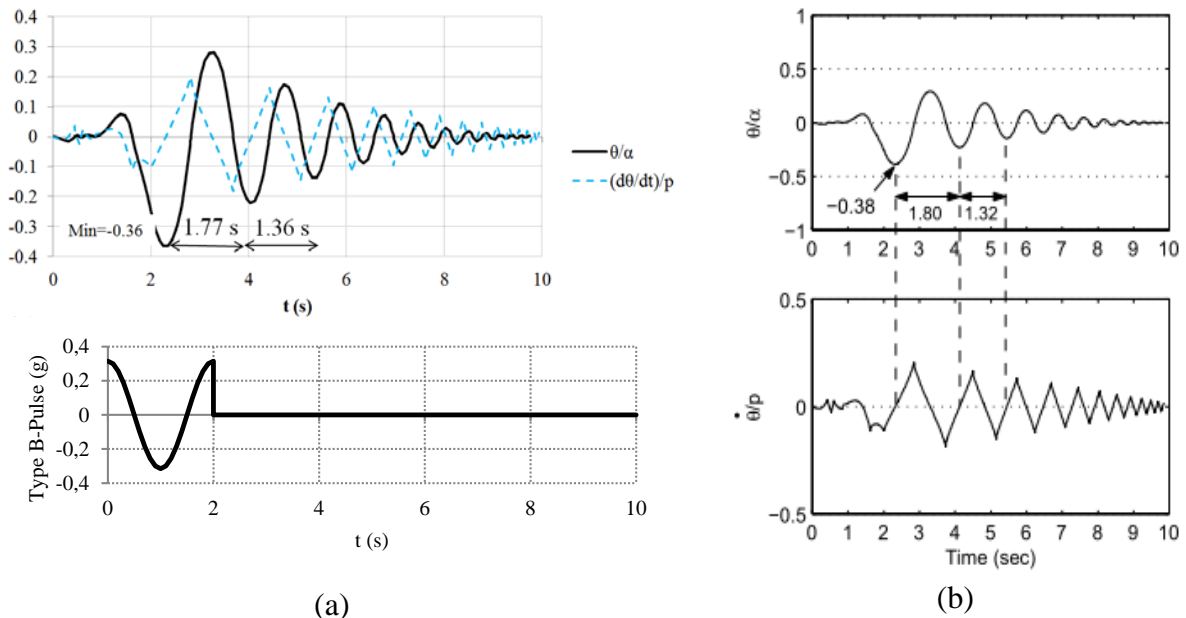 0.4
0.3
0.2
0.1
0
-0.1
-0.2
-0.3
-0.4
Min=-0.36
1.77 s
1.36 s
0 2 4 6 8 10
t (s)
θ/α
(dθ/dt)/p
Type B-Pulse (g)
0,4
0,2
0
-0,2
-0,4
0 2 4 6 8 10
t (s)
(a)
θ/α
1
0.5
0
−0.5
−1
−0.38
1.80
1.32
0 1 2 3 4 5 6 7 8 9 10
θ̇/p
0.5
0
−0.5
0 1 2 3 4 5 6 7 8 9 10
Time (sec)
(b)